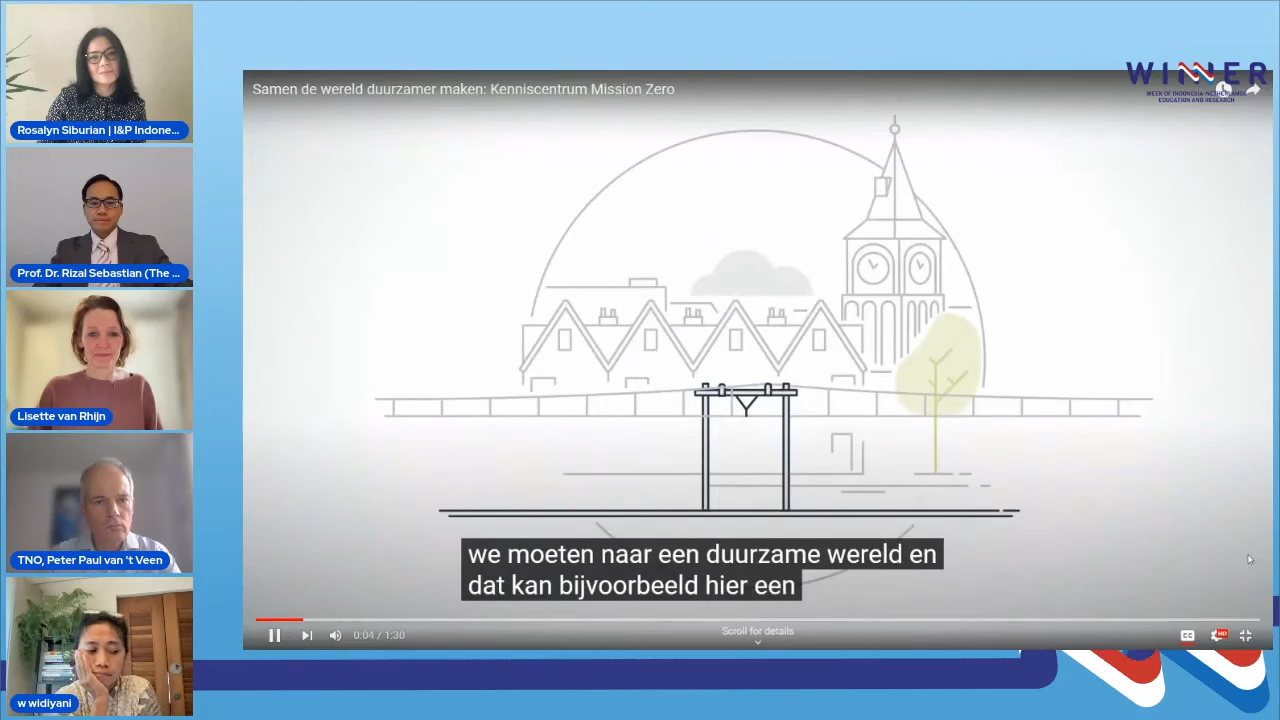 Rosalyn Siburian | I&P Indone...
Prof. Dr. Rizal Sebastian (The ...
Lisette van Rhijn
TNO, Peter Paul van 't Veen
w widiyani
Samen de wereld duurzamer maken: Kenniscentrum Mission Zero
WINNER
WEEK OF INDONESIA-NETHERLANDS
EDUCATION AND RESEARCH
we moeten naar een duurzame wereld en
dat kan bijvoorbeeld hier een
0:04 / 1:30
Scroll for details
CC
HD